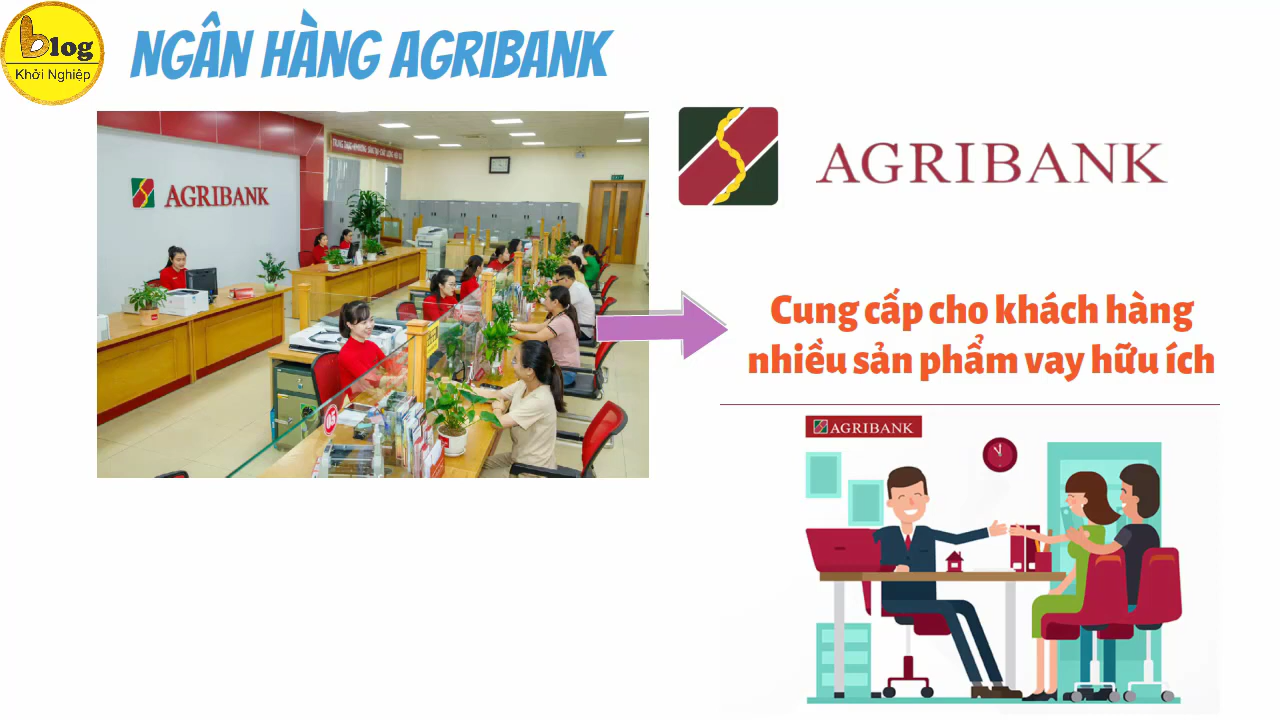 Blog
Khởi Nghiệp
NGÂN HÀNG AGRIBANK
AGRIBANK
AGRIBANK
05
Cung cấp cho khách hàng
nhiều sản phẩm vay hữu ích
AGRIBANK